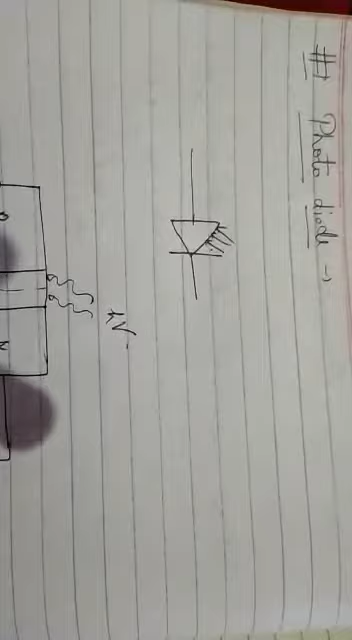 # Photo diode →
hν